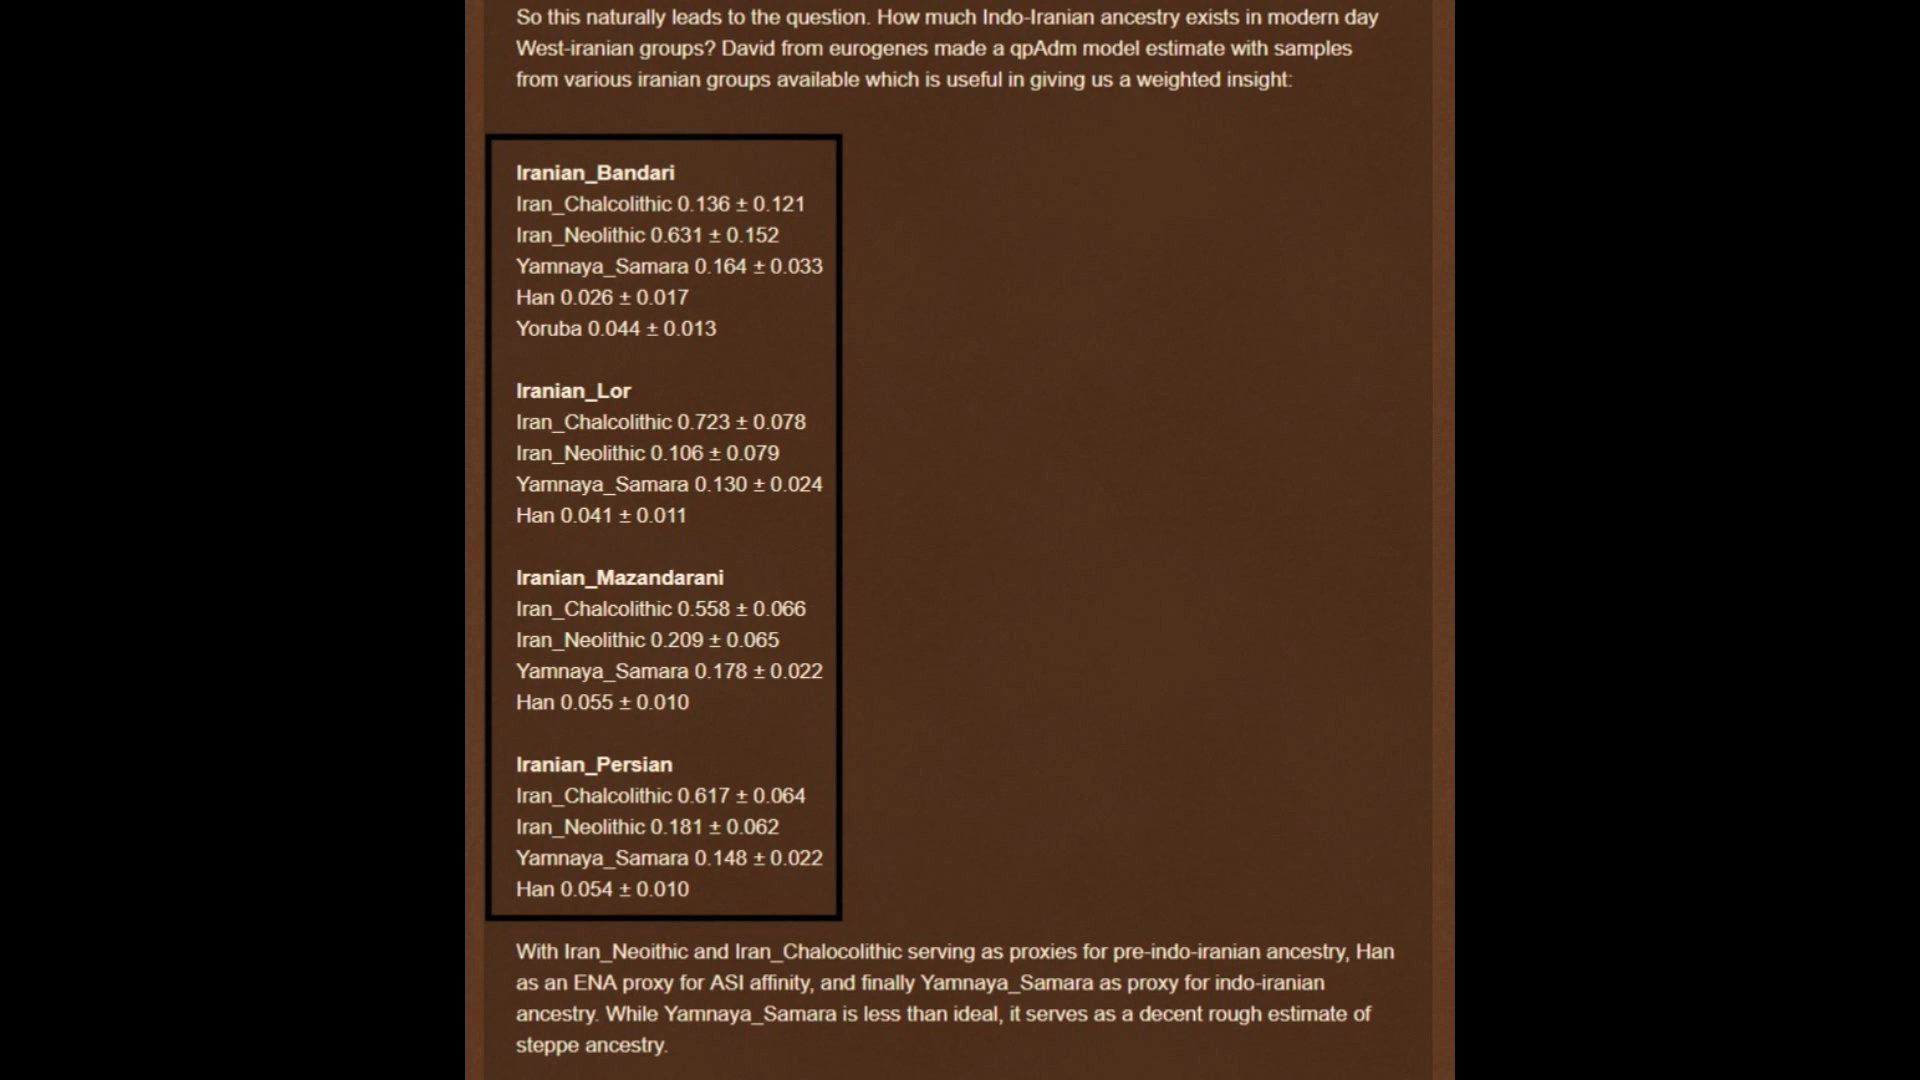 So this naturally leads to the question. How much Indo-Iranian ancestry exists in modern day
West-iranian groups? David from eurogenes made a qpAdm model estimate with samples
from various iranian groups available which is useful in giving us a weighted insight:
Iranian_Bandari
Iran_Chalcolithic 0.136 ± 0.121
Iran_Neolithic 0.631 ± 0.152
Yamnaya_Samara 0.164 ± 0.033
Han 0.026 ± 0.017
Yoruba 0.044 ± 0.013
Iranian_Lor
Iran_Chalcolithic 0.723 ± 0.078
Iran_Neolithic 0.106 ± 0.079
Yamnaya_Samara 0.130 ± 0.024
Han 0.041 ± 0.011
Iranian_Mazandarani
Iran_Chalcolithic 0.558 ± 0.066
Iran_Neolithic 0.209 ± 0.065
Yamnaya_Samara 0.178 ± 0.022
Han 0.055 ± 0.010
Iranian_Persian
Iran_Chalcolithic 0.617 ± 0.064
Iran_Neolithic 0.181 ± 0.062
Yamnaya_Samara 0.148 ± 0.022
Han 0.054 ± 0.010
With Iran_Neoithic and Iran_Chalocolithic serving as proxies for pre-indo-iranian ancestry, Han
as an ENA proxy for ASI affinity, and finally Yamnaya_Samara as proxy for indo-iranian
ancestry. While Yamnaya_Samara is less than ideal, it serves as a decent rough estimate of
steppe ancestry.